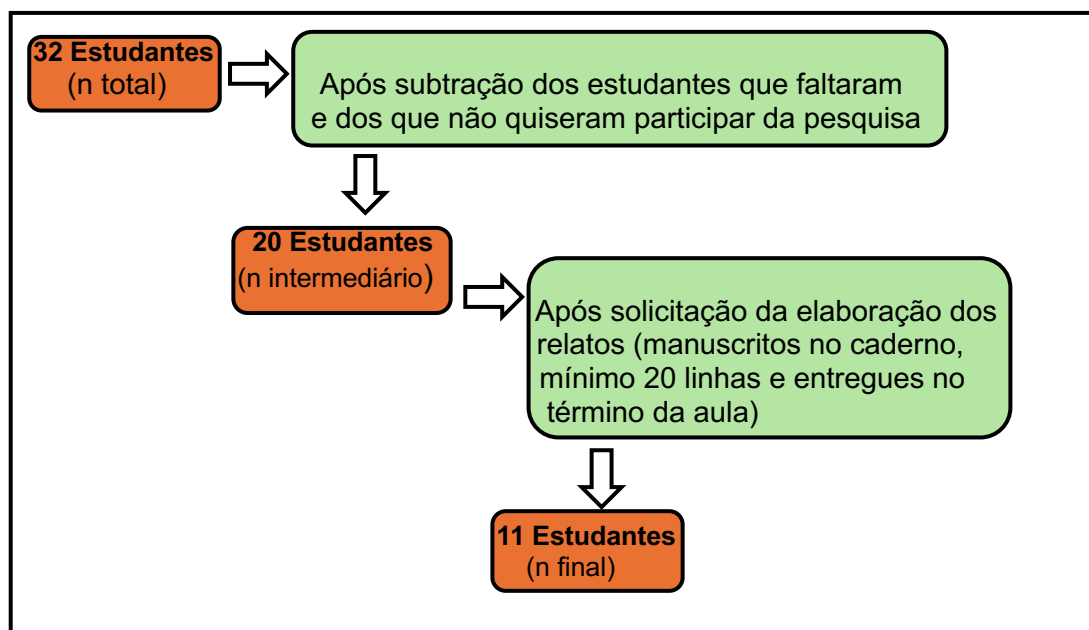 32 Estudantes
(n total)
Após subtração dos estudantes que faltaram
e dos que não quiseram participar da pesquisa
20 Estudantes
(n intermediário)
Após solicitação da elaboração dos
relatos (manuscritos no caderno,
mínimo 20 linhas e entregues no
término da aula)
11 Estudantes
(n final)